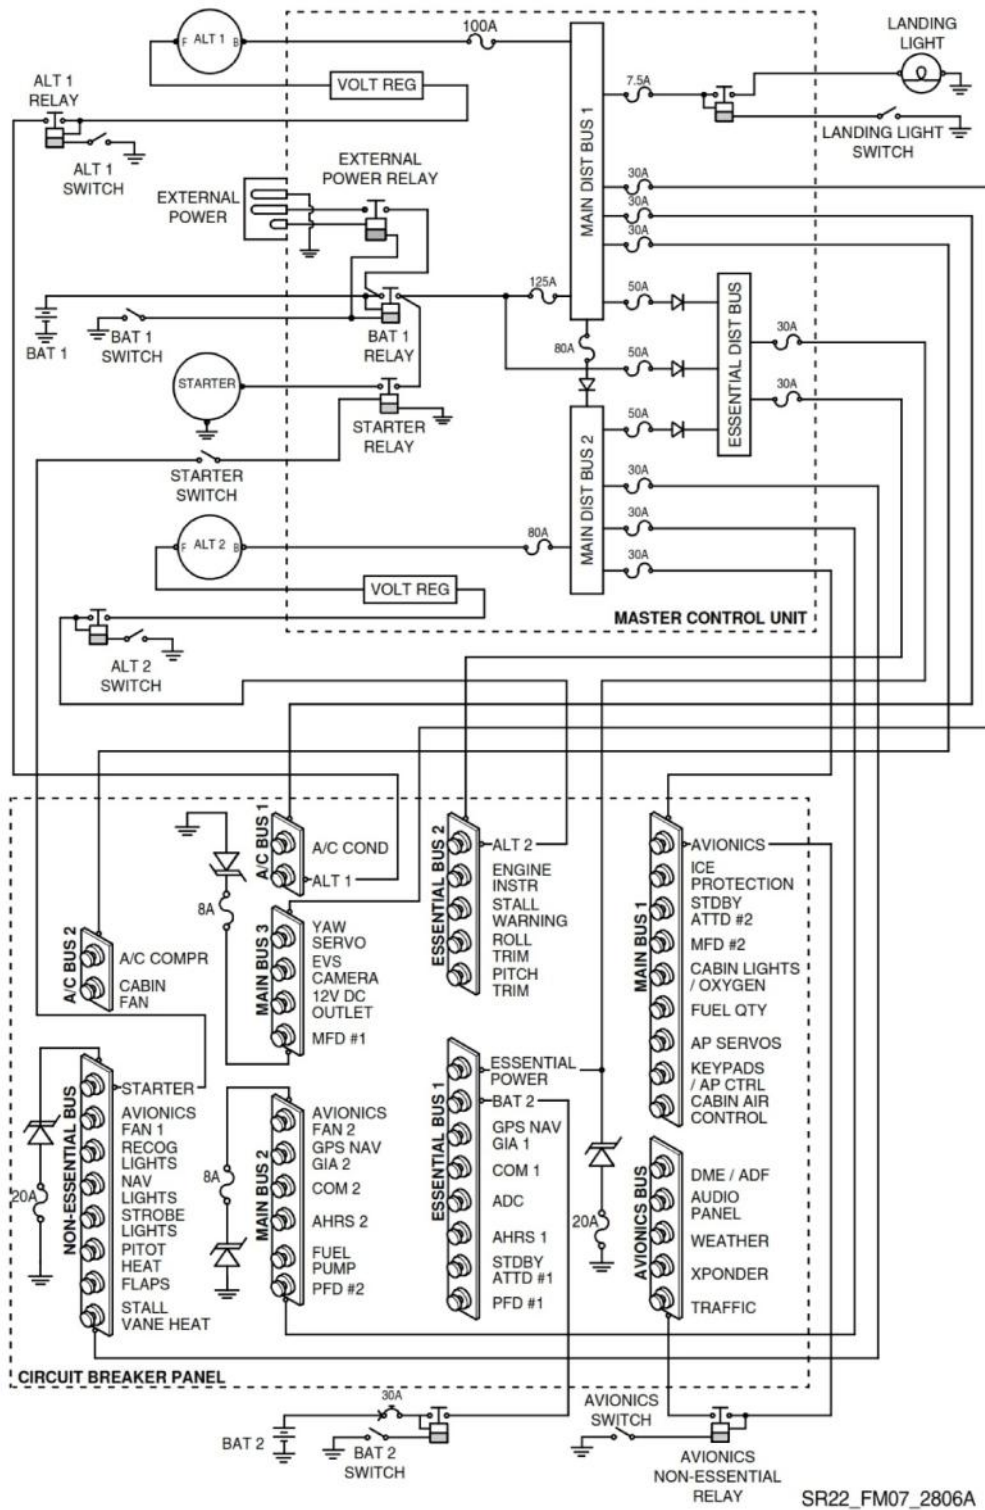 100A
LANDING
LIGHT
F ALT 1 B
ALT 1
RELAY
VOLT REG
7.5A
MAIN DIST BUS 1
ALT 1
SWITCH
EXTERNAL
POWER RELAY
LANDING LIGHT
SWITCH
EXTERNAL
POWER
30A
30A
30A
125A
50A
ESSENTIAL DIST BUS
BAT 1
BAT 1
SWITCH
BAT 1
RELAY
80A
30A
50A
STARTER
30A
STARTER
RELAY
50A
MAIN DIST BUS 2
STARTER
SWITCH
30A
30A
F ALT 2 B
80A
30A
VOLT REG
MASTER CONTROL UNIT
ALT 2
SWITCH
A/C BUS 1
A/C COND
ALT 1
8A
ESSENTIAL BUS 2
ALT 2
ENGINE
INSTR
STALL
WARNING
ROLL
TRIM
PITCH
TRIM
MAIN BUS 1
AVIONICS
ICE
PROTECTION
STDBY
ATTD #2
MFD #2
CABIN LIGHTS
/ OXYGEN
FUEL QTY
AP SERVOS
KEYPADS
/ AP CTRL
CABIN AIR
CONTROL
A/C BUS 2
A/C COMPR
CABIN
FAN
MAIN BUS 3
YAW
SERVO
EVS
CAMERA
12V DC
OUTLET
MFD #1
NON-ESSENTIAL BUS
STARTER
AVIONICS
FAN 1
RECOG
LIGHTS
NAV
LIGHTS
STROBE
LIGHTS
PITOT
HEAT
FLAPS
STALL
VANE HEAT
20A
8A
MAIN BUS 2
AVIONICS
FAN 2
GPS NAV
GIA 2
COM 2
AHRS 2
FUEL
PUMP
PFD #2
ESSENTIAL BUS 1
ESSENTIAL
POWER
BAT 2
GPS NAV
GIA 1
COM 1
ADC
AHRS 1
STDBY
ATTD #1
PFD #1
20A
AVIONICS BUS
DME / ADF
AUDIO
PANEL
WEATHER
XPONDER
TRAFFIC
CIRCUIT BREAKER PANEL
30A
BAT 2
BAT 2
SWITCH
AVIONICS
SWITCH
AVIONICS
NON-ESSENTIAL
RELAY
SR22_FM07_2806A